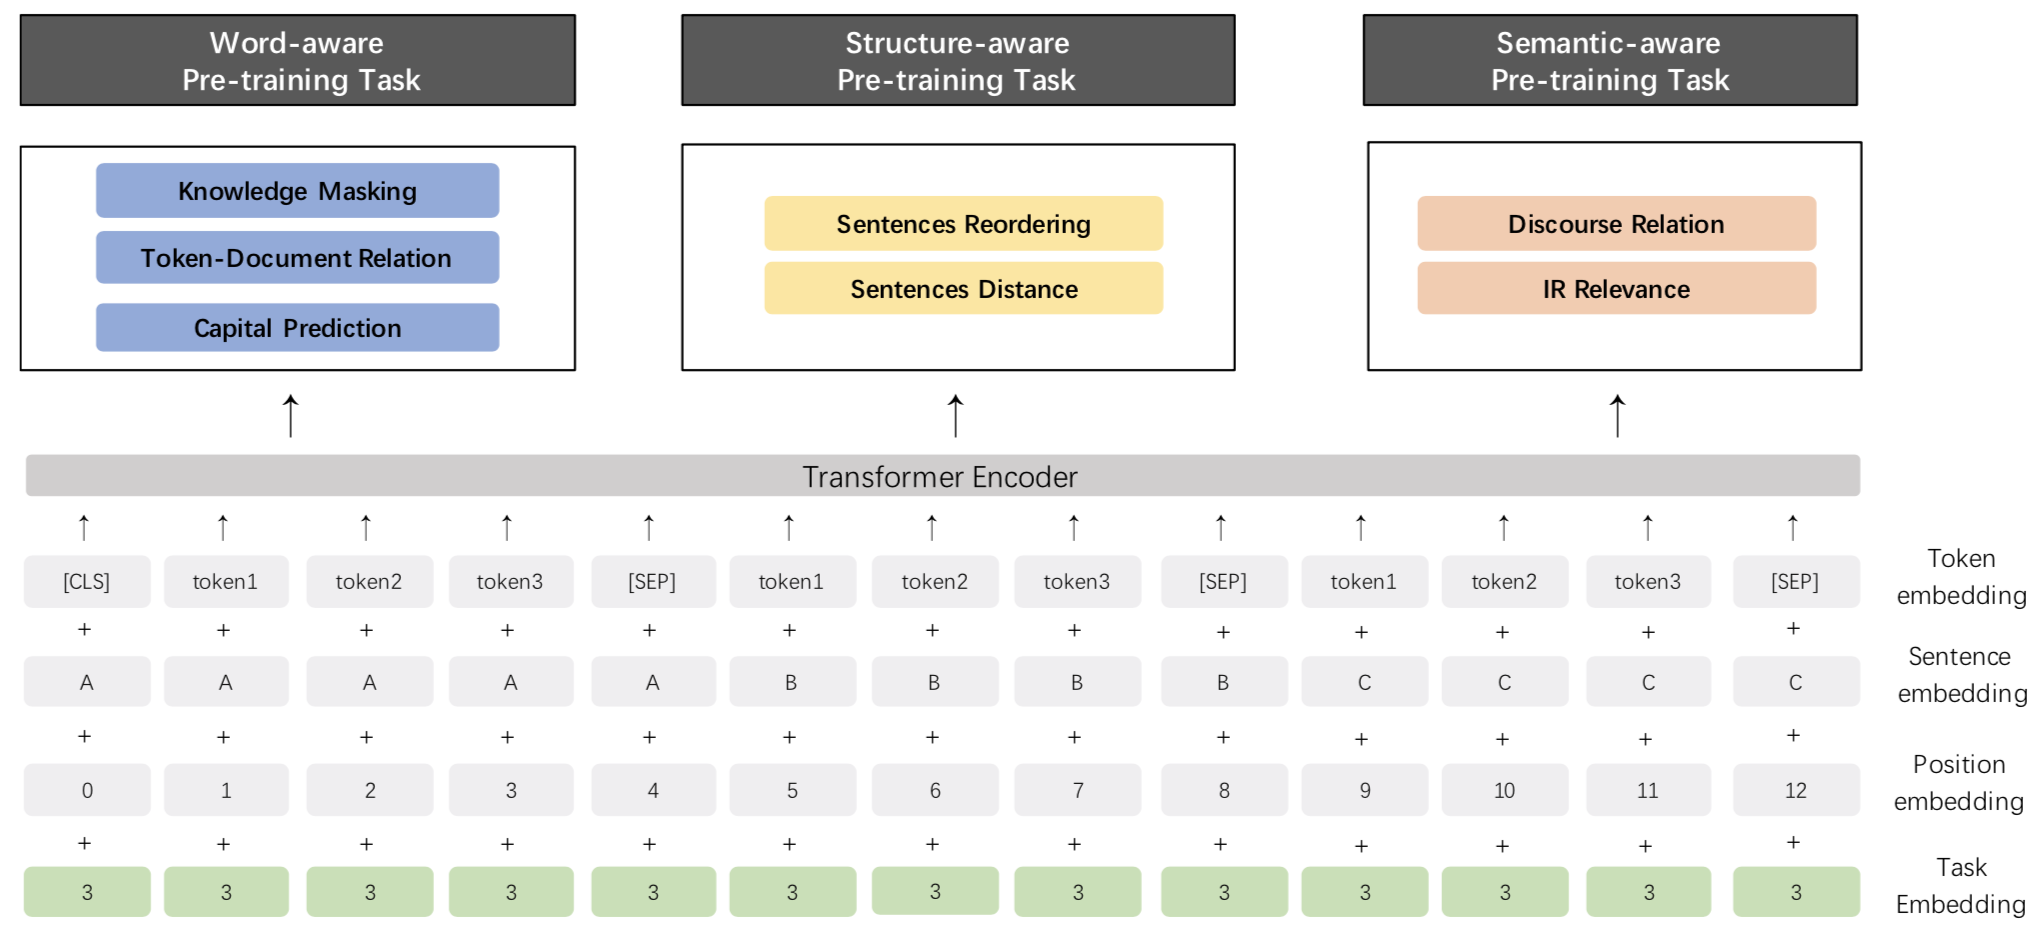 Word-aware
Pre-training Task
Structure-aware
Pre-training Task
Semantic-aware
Pre-training Task
Knowledge Masking
Token-Document Relation
Capital Prediction
Sentences Reordering
Sentences Distance
Discourse Relation
IR Relevance
Transformer Encoder
[CLS] token1 token2 token3 [SEP] token1 token2 token3 [SEP] token1 token2 token3 [SEP]
Token
embedding
+ + + + + + + + + + + + +
A A A A A B B B B C C C C
Sentence
embedding
+ + + + + + + + + + + + +
0 1 2 3 4 5 6 7 8 9 10 11 12
Position
embedding
+ + + + + + + + + + + + +
3 3 3 3 3 3 3 3 3 3 3 3 3
Task
Embedding